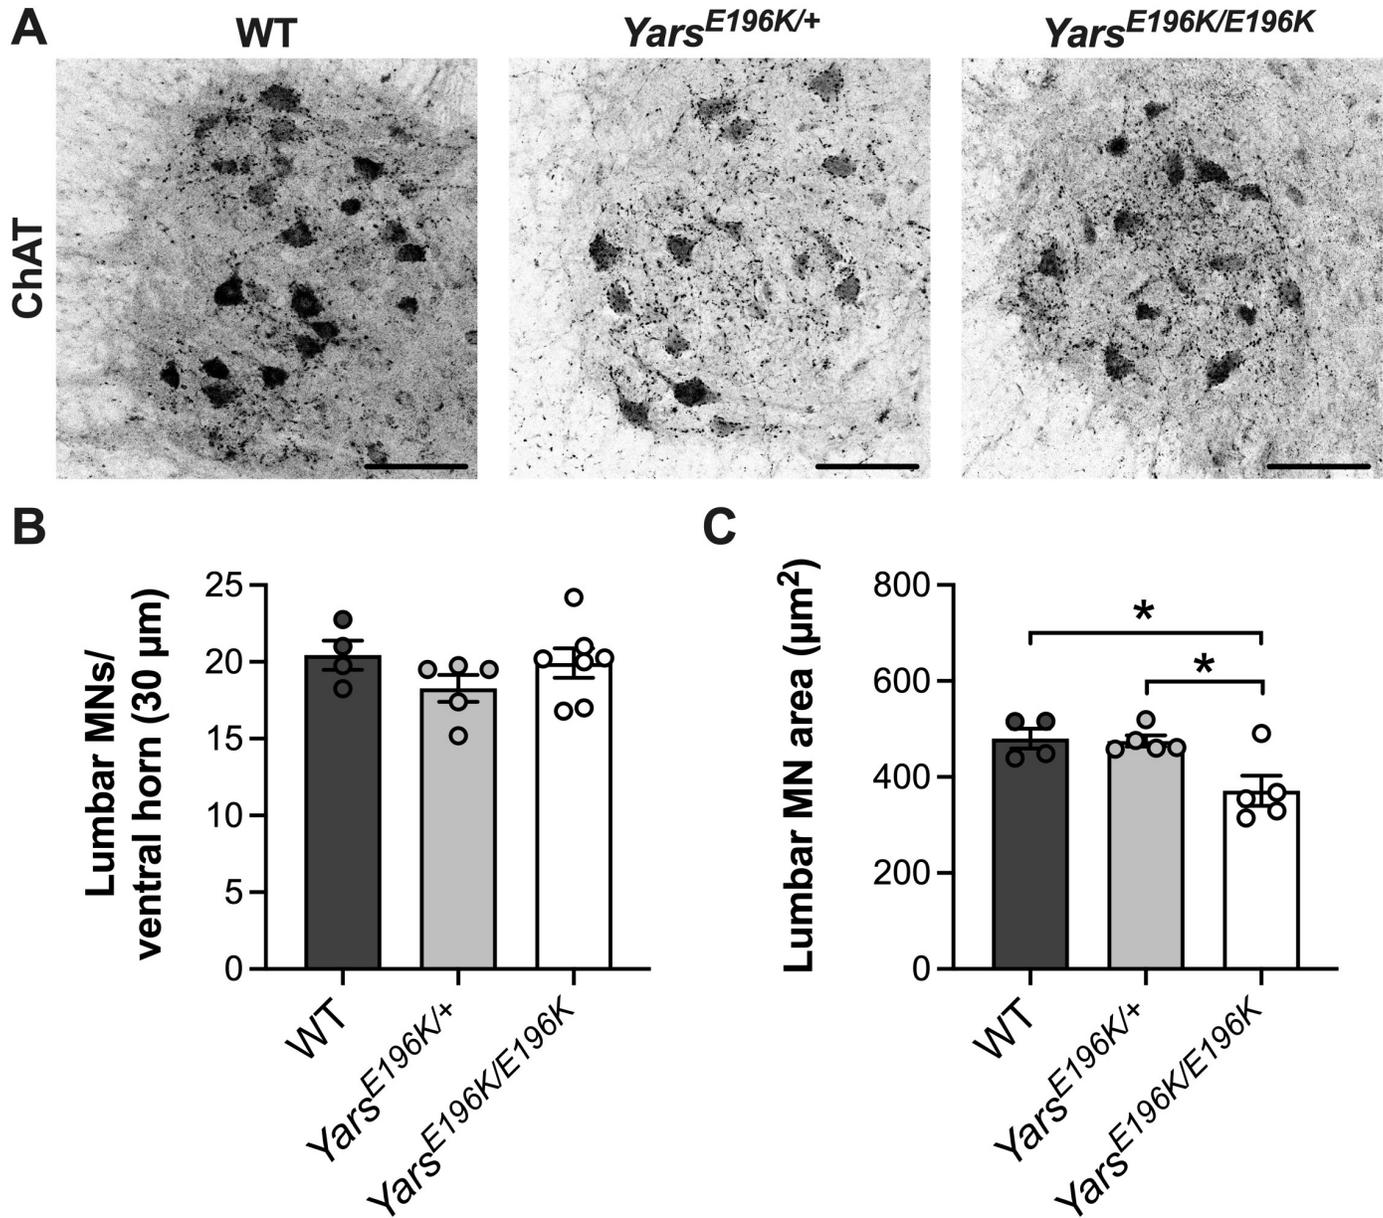 A
WT
Yars^E196K/+
Yars^E196K/E196K
ChAT
B
Lumbar MNs/
ventral horn (30 µm)
25
20
15
10
5
0
WT
Yars^E196K/+
Yars^E196K/E196K
C
Lumbar MN area (µm²)
800
600
400
200
0
*
*
WT
Yars^E196K/+
Yars^E196K/E196K